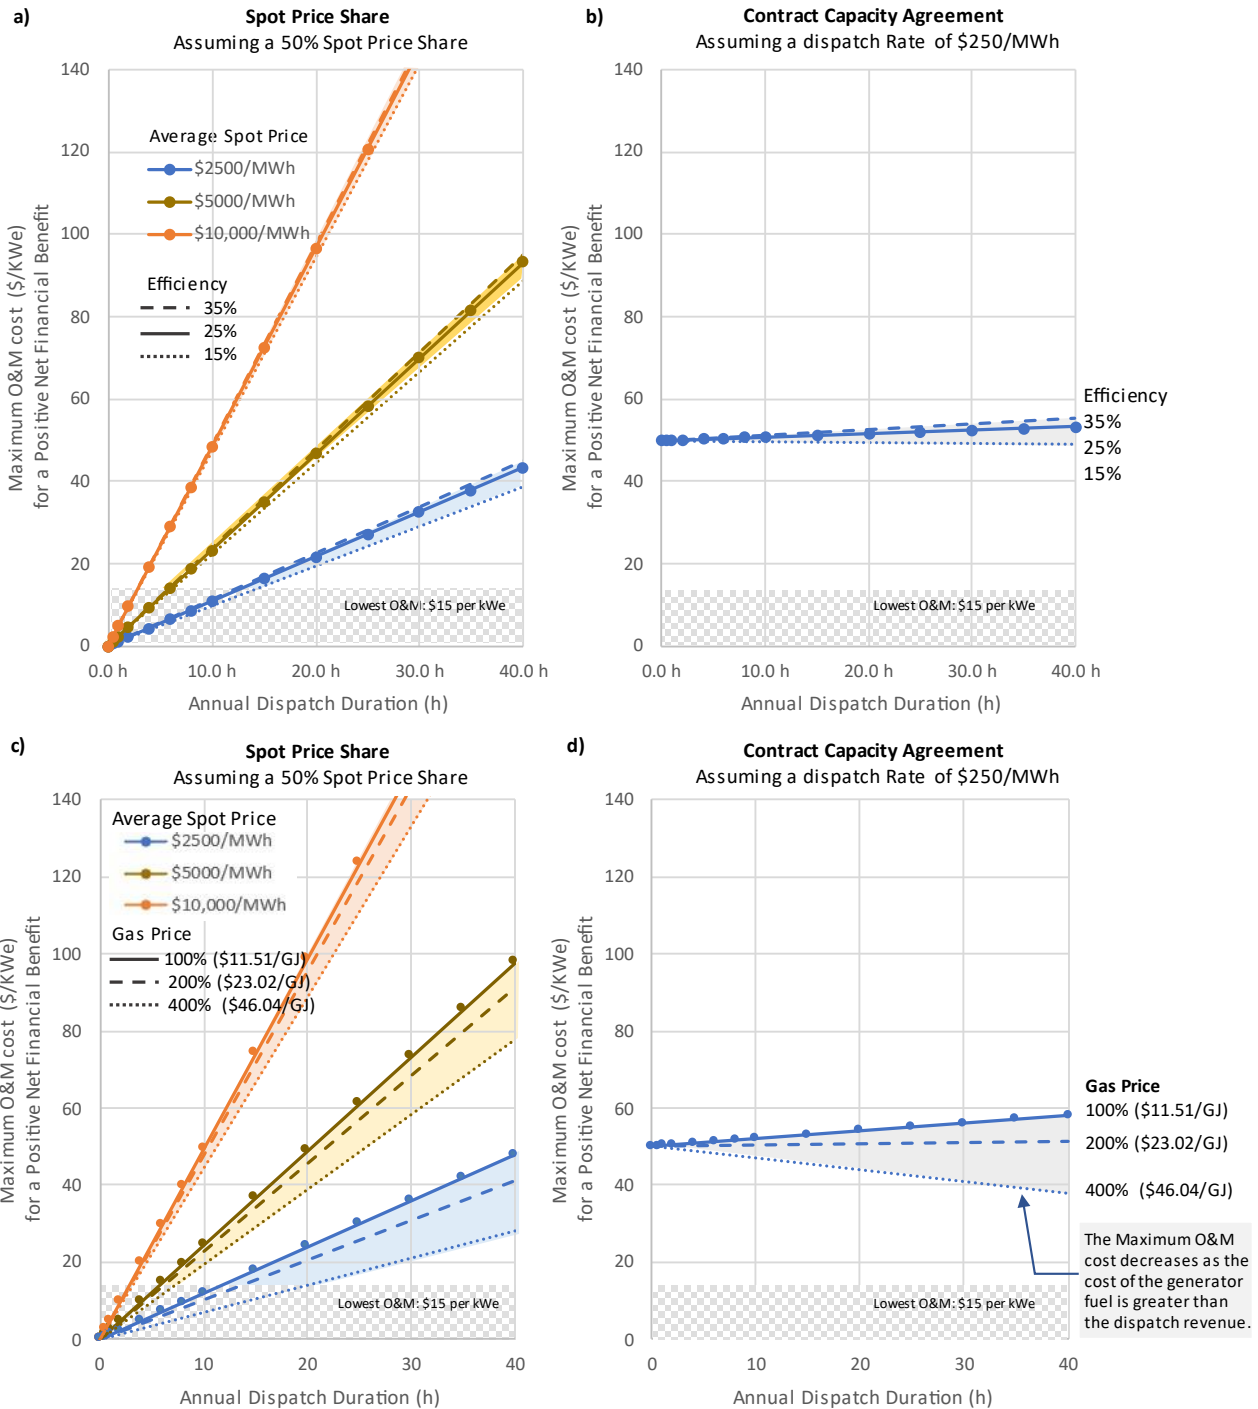 a)
Spot Price Share
Assuming a 50% Spot Price Share
140
120
100
80
60
40
20
0
Maximum O&M cost ($/KWe)
for a Positive Net Financial Benefit
Average Spot Price
$2500/MWh
$5000/MWh
$10,000/MWh
Efficiency
35%
25%
15%
Lowest O&M: $15 per kWe
0.0 h
10.0 h
20.0 h
30.0 h
40.0 h
Annual Dispatch Duration (h)
b)
Contract Capacity Agreement
Assuming a dispatch Rate of $250/MWh
140
120
100
80
60
40
20
0
Maximum O&M cost ($/KWe)
for a Positive Net Financial Benefit
Efficiency
35%
25%
15%
Lowest O&M: $15 per kWe
0.0 h
10.0 h
20.0 h
30.0 h
40.0 h
Annual Dispatch Duration (h)
c)
Spot Price Share
Assuming a 50% Spot Price Share
140
120
100
80
60
40
20
0
Maximum O&M cost ($/KWe)
for a Positive Net Financial Benefit
Average Spot Price
$2500/MWh
$5000/MWh
$10,000/MWh
Gas Price
100% ($11.51/GJ)
200% ($23.02/GJ)
400% ($46.04/GJ)
Lowest O&M: $15 per kWe
0
10
20
30
40
Annual Dispatch Duration (h)
d)
Contract Capacity Agreement
Assuming a dispatch Rate of $250/MWh
140
120
100
80
60
40
20
0
Maximum O&M cost ($/KWe)
for a Positive Net Financial Benefit
Gas Price
100% ($11.51/GJ)
200% ($23.02/GJ)
400% ($46.04/GJ)
The Maximum O&M
cost decreases as the
cost of the generator
fuel is greater than
the dispatch revenue.
Lowest O&M: $15 per kWe
0
10
20
30
40
Annual Dispatch Duration (h)